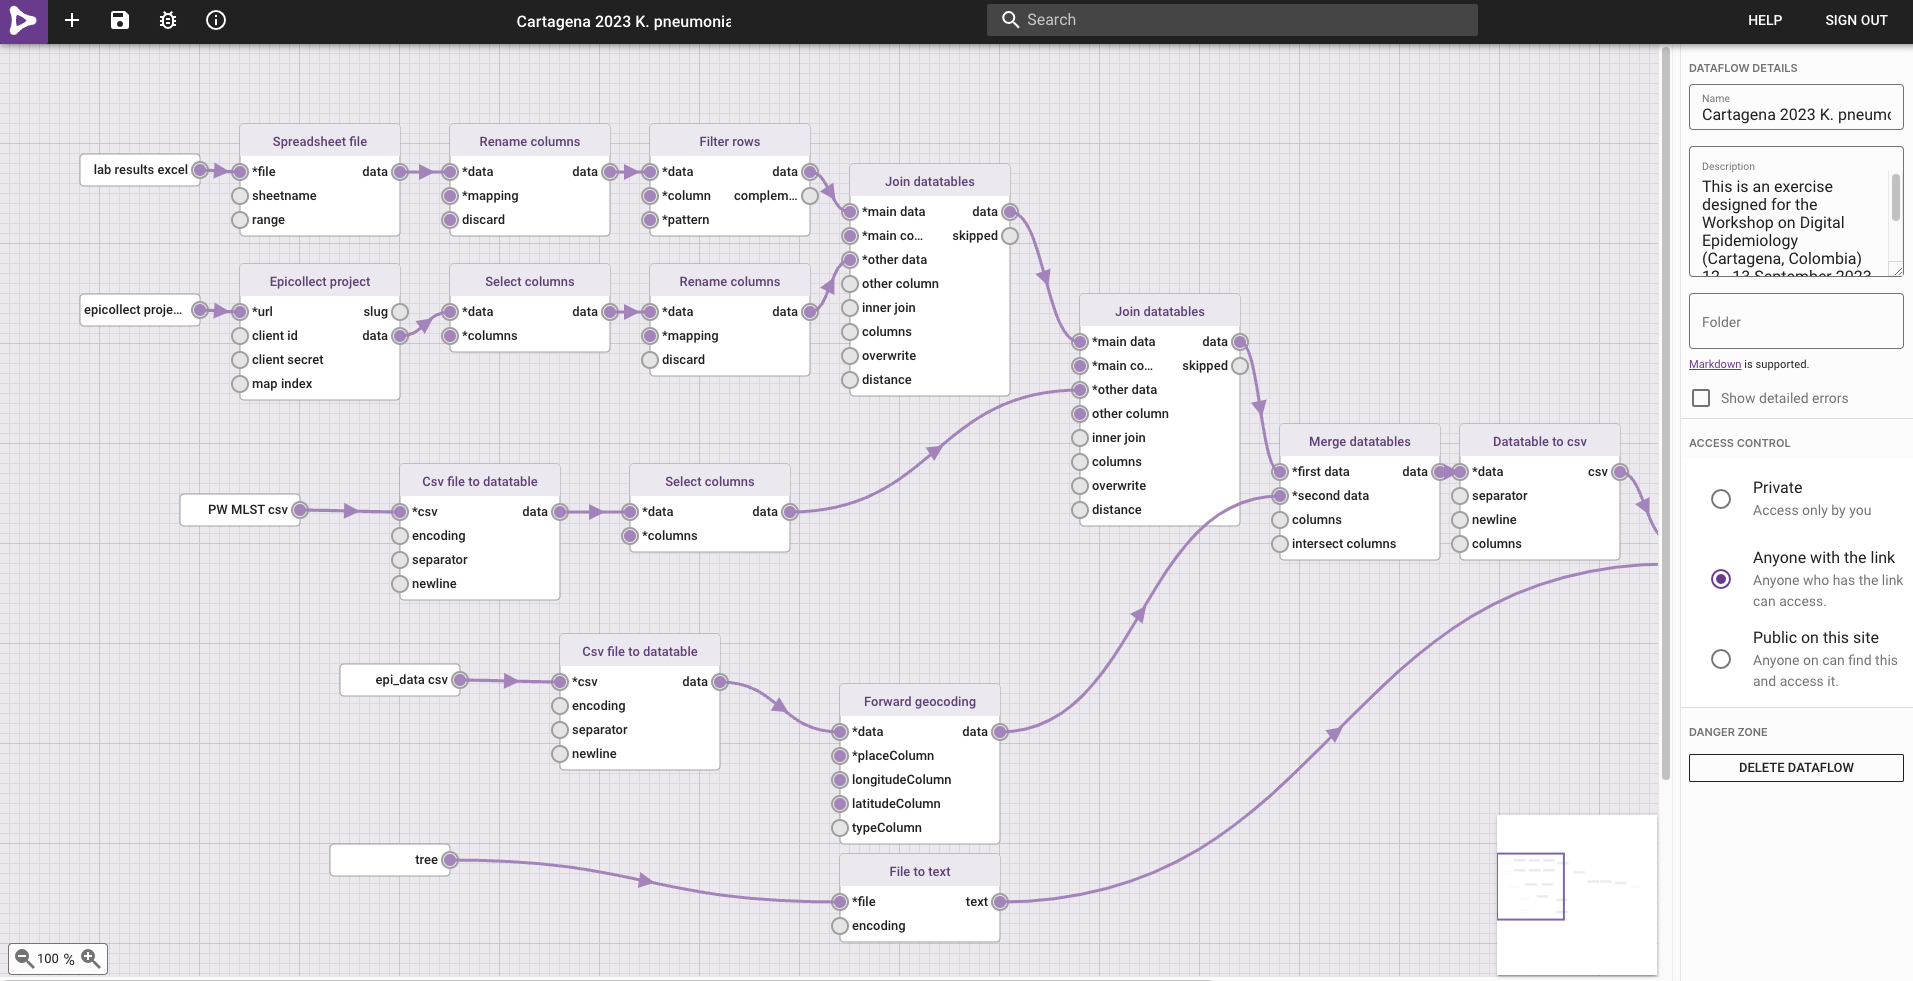 Cartagena 2023 K. pneumonia
Search
HELP
SIGN OUT
lab results excel
Spreadsheet file
*file
data
sheetname
range
Rename columns
*data
data
*mapping
discard
Filter rows
*data
data
*column
complem...
*pattern
Join datatables
*main data
data
*main co...
skipped
*other data
other column
inner join
columns
overwrite
distance
epicollect proje...
Epicollect project
*url
slug
client id
data
client secret
map index
Select columns
*data
data
*columns
Rename columns
*data
data
*mapping
discard
Join datatables
*main data
data
*main co...
skipped
*other data
other column
inner join
columns
overwrite
distance
PW MLST csv
Csv file to datatable
*csv
data
encoding
separator
newline
Select columns
*data
data
*columns
Merge datatables
*first data
data
*second data
columns
intersect columns
Datatable to csv
*data
csv
separator
newline
columns
epi_data csv
Csv file to datatable
*csv
data
encoding
separator
newline
Forward geocoding
*data
data
*placeColumn
longitudeColumn
latitudeColumn
typeColumn
tree
File to text
*file
text
encoding
100 %
DATAFLOW DETAILS
Name
Cartagena 2023 K. pneumo
Description
This is an exercise
designed for the
Workshop on Digital
Epidemiology
(Cartagena, Colombia)
12 - 13 September 2023
Folder
Markdown is supported.
Show detailed errors
ACCESS CONTROL
Private
Access only by you
Anyone with the link
Anyone who has the link
can access.
Public on this site
Anyone on can find this
and access it.
DANGER ZONE
DELETE DATAFLOW